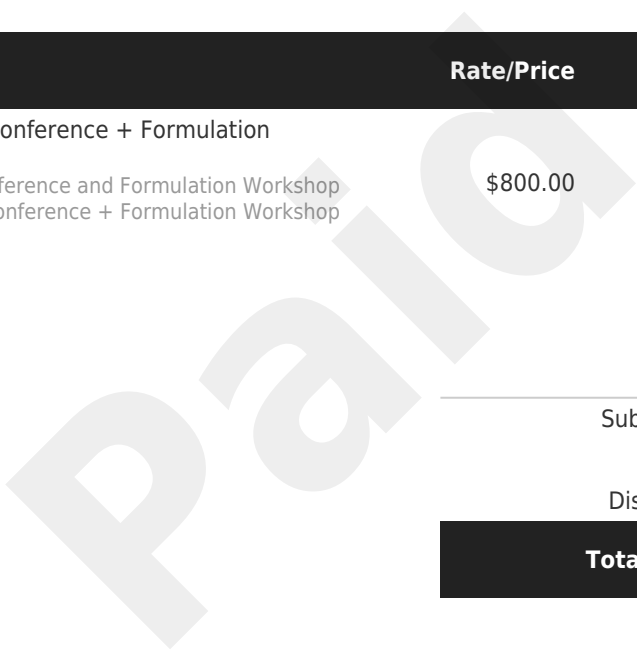 Rate/Price
onference + Formulation
ference and Formulation Workshop
$800.00
onference + Formulation Workshop
Sub
Dis
Tota
Paid